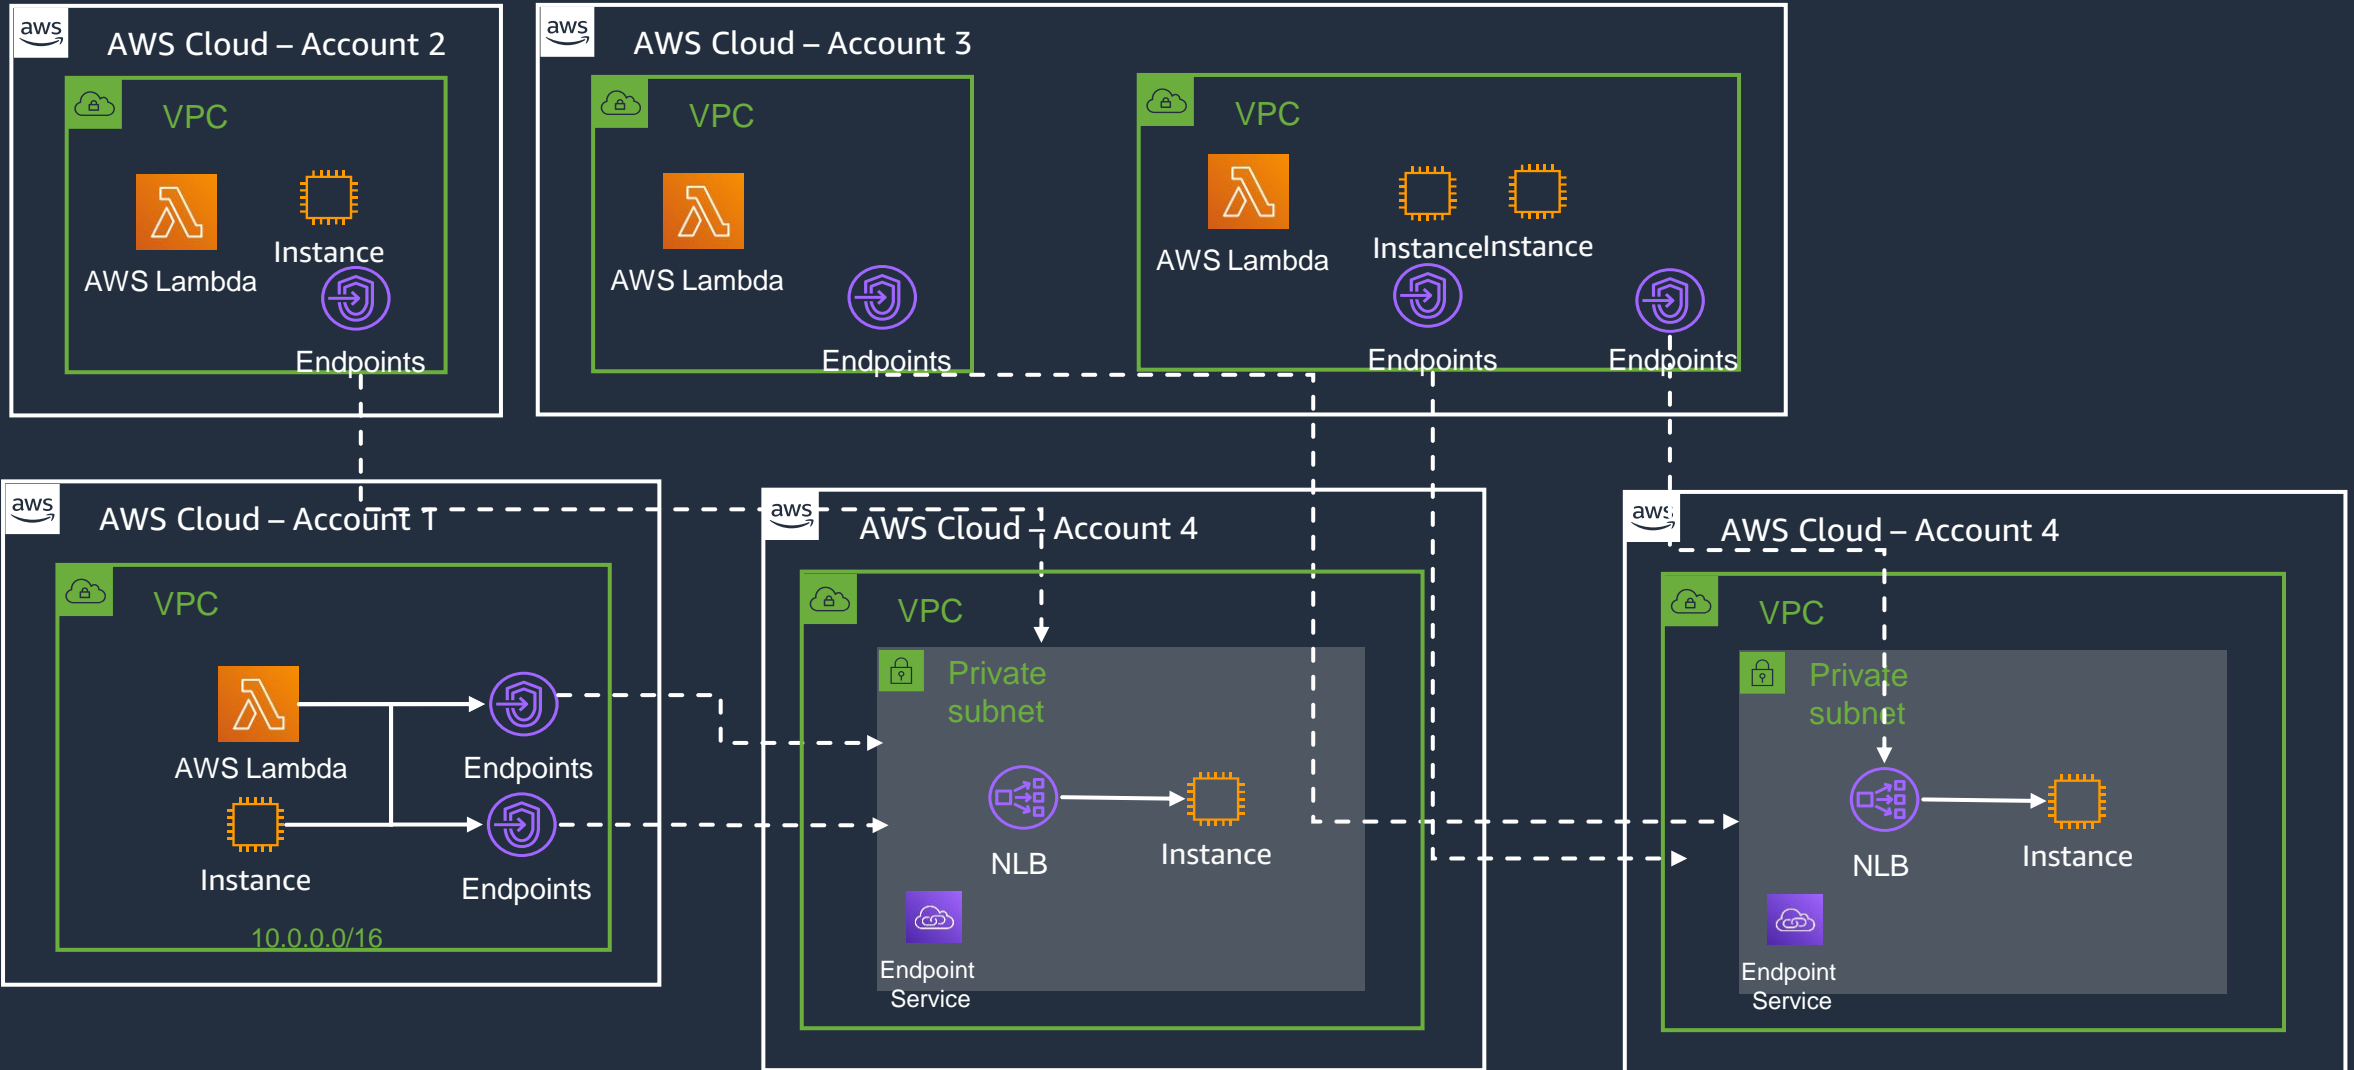 aws
AWS Cloud – Account 2
VPC
AWS Lambda
Instance
Endpoints
aws
AWS Cloud – Account 3
VPC
AWS Lambda
Endpoints
VPC
AWS Lambda
Instance
Instance
Endpoints
Endpoints
aws
AWS Cloud – Account 1
VPC
AWS Lambda
Endpoints
Instance
Endpoints
10.0.0.0/16
aws
AWS Cloud – Account 4
VPC
Private
subnet
NLB
Instance
Endpoint
Service
aws
AWS Cloud – Account 4
VPC
Private
subnet
NLB
Instance
Endpoint
Service